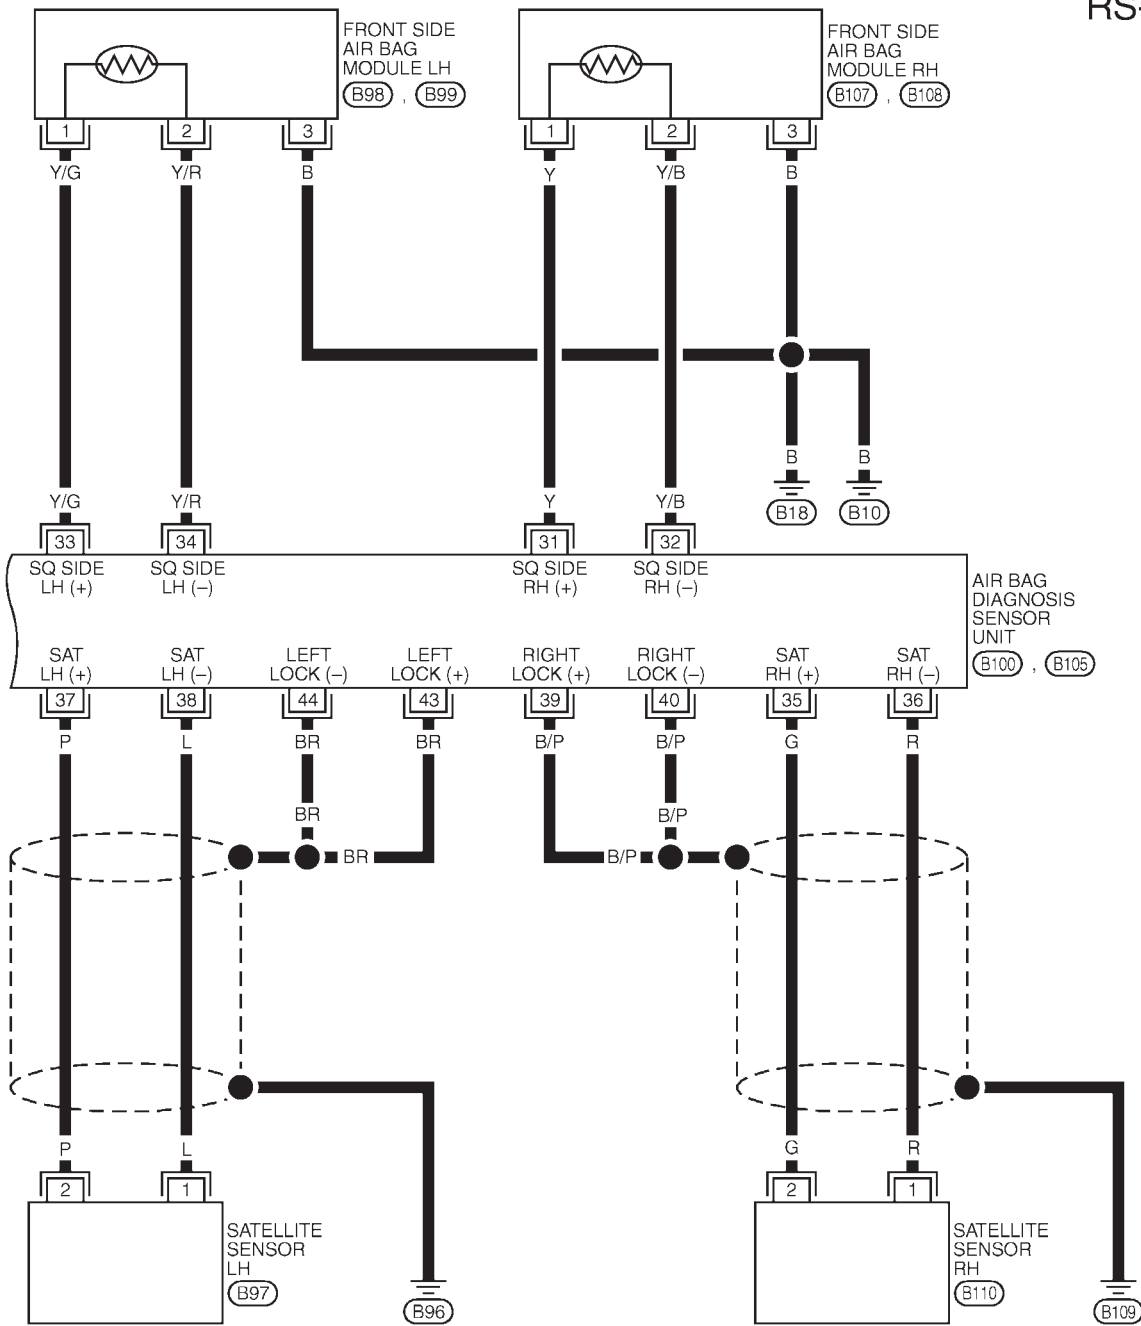 RS-
FRONT SIDE
AIR BAG
MODULE LH
B98 , B99
FRONT SIDE
AIR BAG
MODULE RH
B107 , B108
1 2 3 1 2 3
Y/G Y/R B Y Y/B B
B B
Y/G Y/R Y Y/B
B18 B10
33 34 31 32
SQ SIDE
LH (+)
SQ SIDE
LH (–)
SQ SIDE
RH (+)
SQ SIDE
RH (–)
AIR BAG
DIAGNOSIS
SENSOR
UNIT
B100 , B105
SAT
LH (+)
SAT
LH (–)
LEFT
LOCK (–)
LEFT
LOCK (+)
RIGHT
LOCK (+)
RIGHT
LOCK (–)
SAT
RH (+)
SAT
RH (–)
37 38 44 43 39 40 35 36
P L BR BR B/P B/P G R
BR B/P
BR B/P
P L G R
2 1 2 1
SATELLITE
SENSOR
LH
B97
B96
SATELLITE
SENSOR
RH
B110
B109